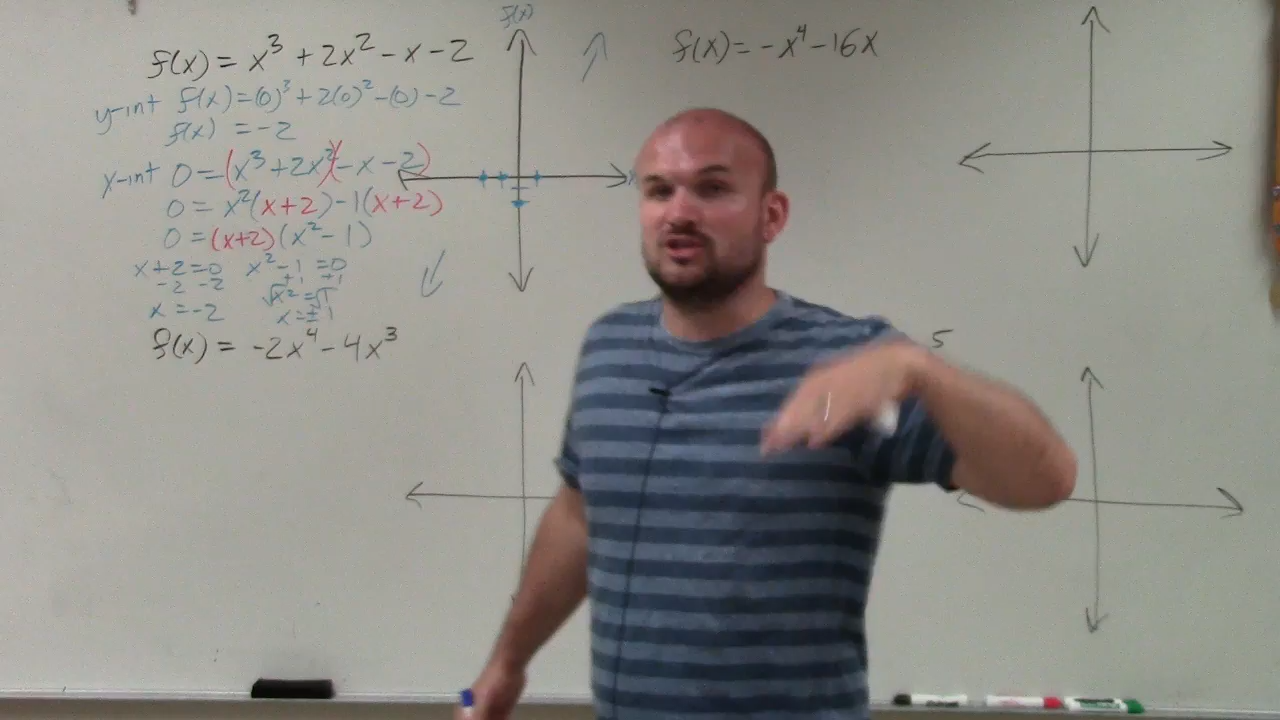 f(x) = x³ + 2x² - x - 2
y-int f(x) = (0)³ + 2(0)² - (0) - 2
f(x) = -2
x-int 0 = (x³ + 2x²)(-x - 2)
0 = x²(x+2) - 1(x+2)
0 = (x+2)(x² - 1)
x+2=0 x² - 1 = 0
-2 -2 +1 +1
√x² = √1
x = -2 x = ± 1
f(x) = -2x⁴ - 4x³
f(x)
f(x) = -x⁴ - 16x
5